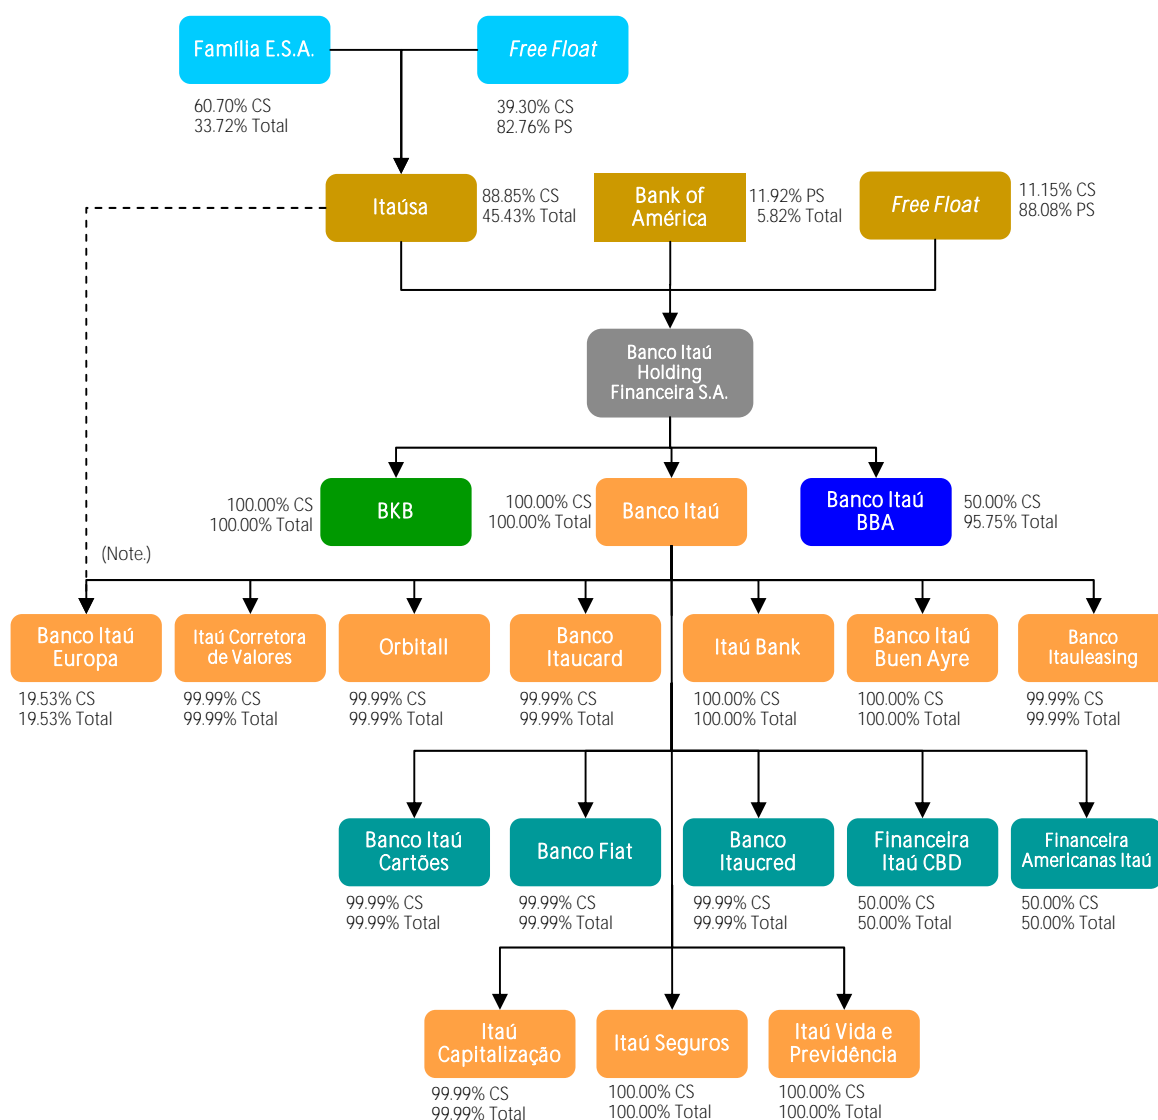 Família E.S.A.
Free Float
60.70% CS
33.72% Total
39.30% CS
82.76% PS
Itaúsa
88.85% CS
45.43% Total
Bank of
América
11.92% PS
5.82% Total
Free Float
11.15% CS
88.08% PS
Banco Itaú
Holding
Financeira S.A.
100.00% CS
100.00% Total
BKB
100.00% CS
100.00% Total
Banco Itaú
Banco Itaú
BBA
50.00% CS
95.75% Total
(Note.)
Banco Itaú
Europa
19.53% CS
19.53% Total
Itaú Corretora
de Valores
99.99% CS
99.99% Total
Orbitall
99.99% CS
99.99% Total
Banco
Itaucard
99.99% CS
99.99% Total
Itaú Bank
100.00% CS
100.00% Total
Banco Itaú
Buen Ayre
100.00% CS
100.00% Total
Banco
Itauleasing
99.99% CS
99.99% Total
Banco Itaú
Cartões
99.99% CS
99.99% Total
Banco Fiat
99.99% CS
99.99% Total
Banco
Itaucred
99.99% CS
99.99% Total
Financeira
Itaú CBD
50.00% CS
50.00% Total
Financeira
Americanas Itaú
50.00% CS
50.00% Total
Itaú
Capitalização
99.99% CS
99.99% Total
Itaú Seguros
100.00% CS
100.00% Total
Itaú Vida e
Previdência
100.00% CS
100.00% Total